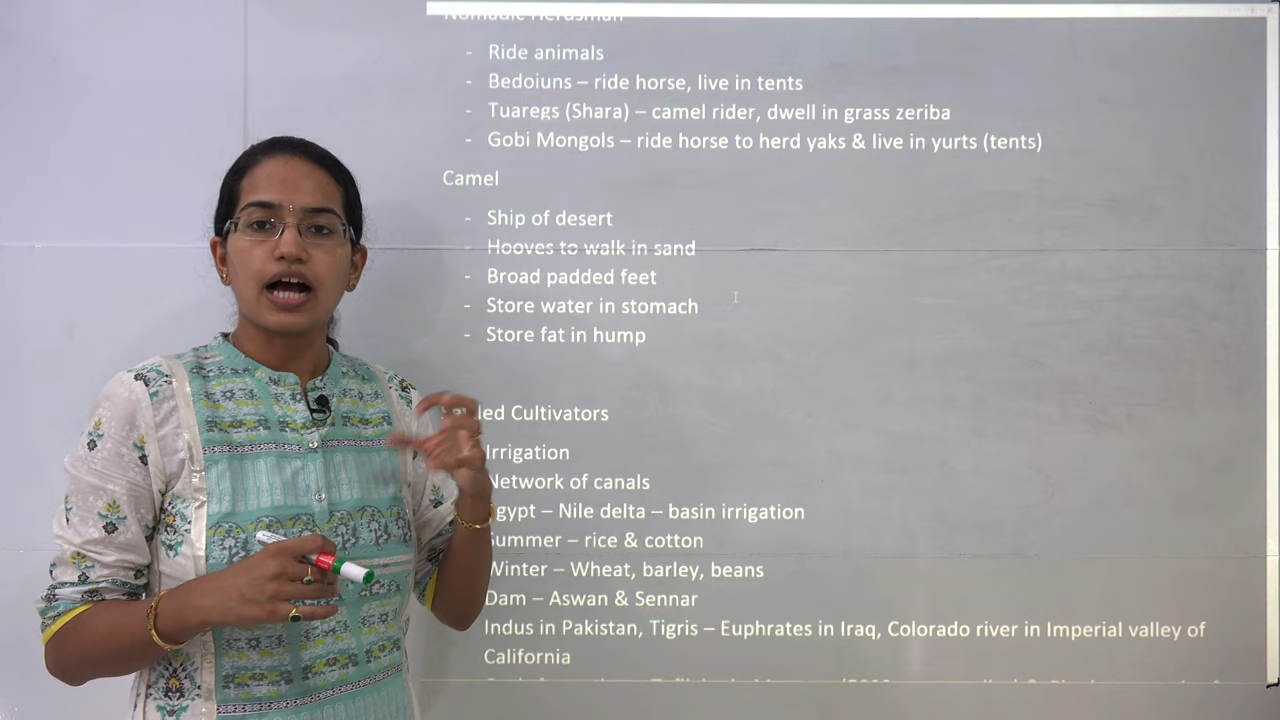 Nomadic Herdsman
- Ride animals
- Bedoiuns – ride horse, live in tents
- Tuaregs (Shara) – camel rider, dwell in grass zeriba
- Gobi Mongols – ride horse to herd yaks & live in yurts (tents)
Camel
- Ship of desert
- Hooves to walk in sand
- Broad padded feet
- Store water in stomach
- Store fat in hump
Cultivators
Irrigation
Network of canals
Egypt – Nile delta – basin irrigation
Summer – rice & cotton
Winter – Wheat, barley, beans
Dam – Aswan & Sennar
Indus in Pakistan, Tigris – Euphrates in Iraq, Colorado river in Imperial valley of
California